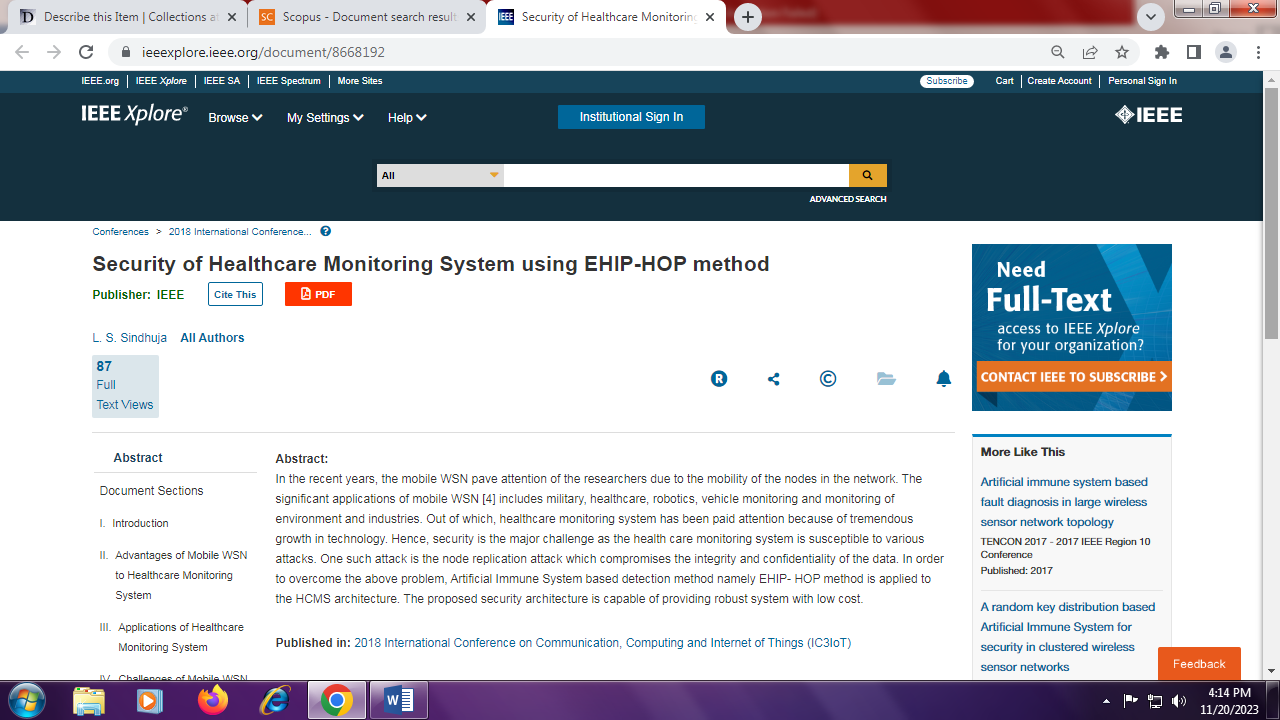 Describe this Item | Collections at
Scopus - Document search result
Security of Healthcare Monitoring
ieeexplore.ieee.org/document/8668192
IEEE.org | IEEE Xplore | IEEE SA | IEEE Spectrum | More Sites
Subscribe
Cart | Create Account | Personal Sign In
IEEE Xplore®
Browse
My Settings
Help
Institutional Sign In
IEEE
All
ADVANCED SEARCH
Conferences > 2018 International Conference...
Security of Healthcare Monitoring System using EHIP-HOP method
Publisher: IEEE
Cite This
PDF
L. S. Sindhuja
All Authors
87
Full
Text Views
Need
Full-Text
access to IEEE Xplore
for your organization?
CONTACT IEEE TO SUBSCRIBE >
Abstract
Document Sections
I. Introduction
II. Advantages of Mobile WSN
to Healthcare Monitoring
System
III. Applications of Healthcare
Monitoring System
IV. Challenges of Mobile WSN
Abstract:
In the recent years, the mobile WSN pave attention of the researchers due to the mobility of the nodes in the network. The
significant applications of mobile WSN [4] includes military, healthcare, robotics, vehicle monitoring and monitoring of
environment and industries. Out of which, healthcare monitoring system has been paid attention because of tremendous
growth in technology. Hence, security is the major challenge as the health care monitoring system is susceptible to various
attacks. One such attack is the node replication attack which compromises the integrity and confidentiality of the data. In order
to overcome the above problem, Artificial Immune System based detection method namely EHIP- HOP method is applied to
the HCMS architecture. The proposed security architecture is capable of providing robust system with low cost.
Published in: 2018 International Conference on Communication, Computing and Internet of Things (IC3IoT)
More Like This
Artificial immune system based
fault diagnosis in large wireless
sensor network topology
TENCON 2017 - 2017 IEEE Region 10
Conference
Published: 2017
A random key distribution based
Artificial Immune System for
security in clustered wireless
sensor networks
Feedback
4:14 PM
11/20/2023